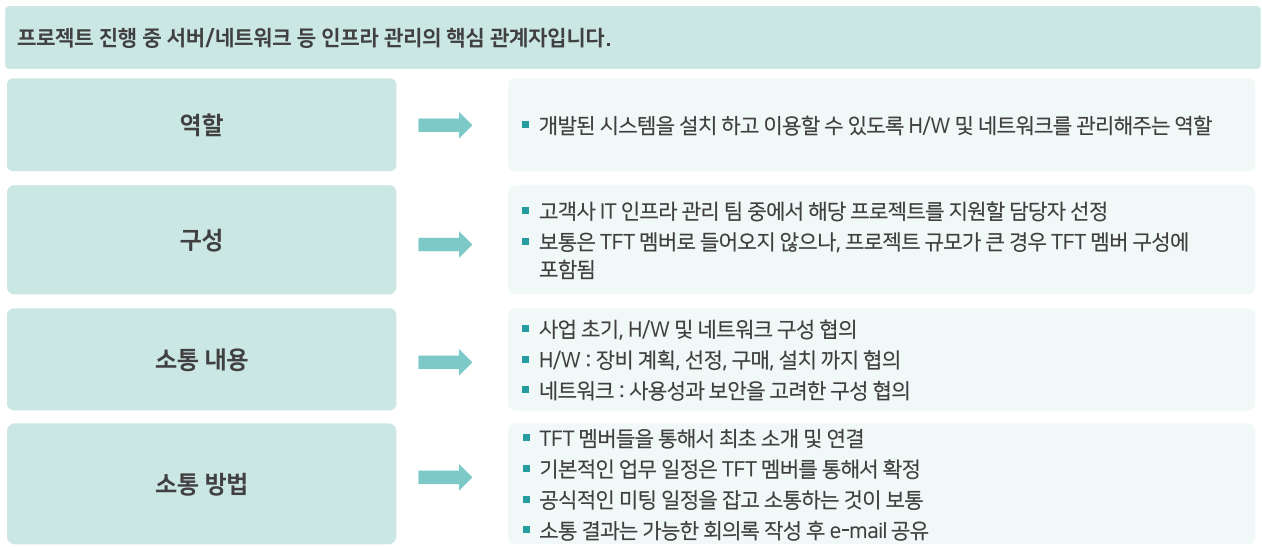 프로젝트 진행 중 서버/네트워크 등 인프라 관리의 핵심 관계자입니다.
역할
▪ 개발된 시스템을 설치 하고 이용할 수 있도록 H/W 및 네트워크를 관리해주는 역할
구성
▪ 고객사 IT 인프라 관리 팀 중에서 해당 프로젝트를 지원할 담당자 선정
▪ 보통은 TFT 멤버로 들어오지 않으나, 프로젝트 규모가 큰 경우 TFT 멤버 구성에
포함됨
소통 내용
▪ 사업 초기, H/W 및 네트워크 구성 협의
▪ H/W : 장비 계획, 선정, 구매, 설치 까지 협의
▪ 네트워크 : 사용성과 보안을 고려한 구성 협의
소통 방법
▪ TFT 멤버들을 통해서 최초 소개 및 연결
▪ 기본적인 업무 일정은 TFT 멤버를 통해서 확정
▪ 공식적인 미팅 일정을 잡고 소통하는 것이 보통
▪ 소통 결과는 가능한 회의록 작성 후 e-mail 공유